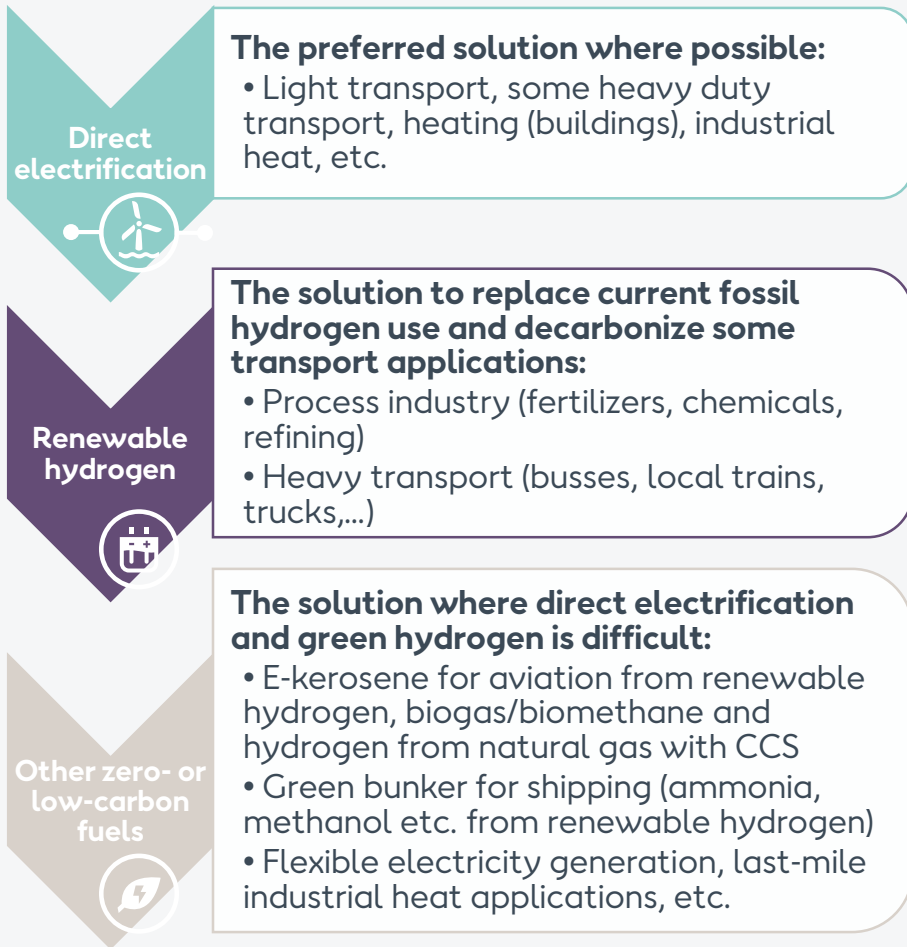 Direct
electrification
The preferred solution where possible:
• Light transport, some heavy duty
transport, heating (buildings), industrial
heat, etc.
Renewable
hydrogen
The solution to replace current fossil
hydrogen use and decarbonize some
transport applications:
• Process industry (fertilizers, chemicals,
refining)
• Heavy transport (busses, local trains,
trucks,...)
Other zero- or
low-carbon
fuels
The solution where direct electrification
and green hydrogen is difficult:
• E-kerosene for aviation from renewable
hydrogen, biogas/biomethane and
hydrogen from natural gas with CCS
• Green bunker for shipping (ammonia,
methanol etc. from renewable hydrogen)
• Flexible electricity generation, last-mile
industrial heat applications, etc.